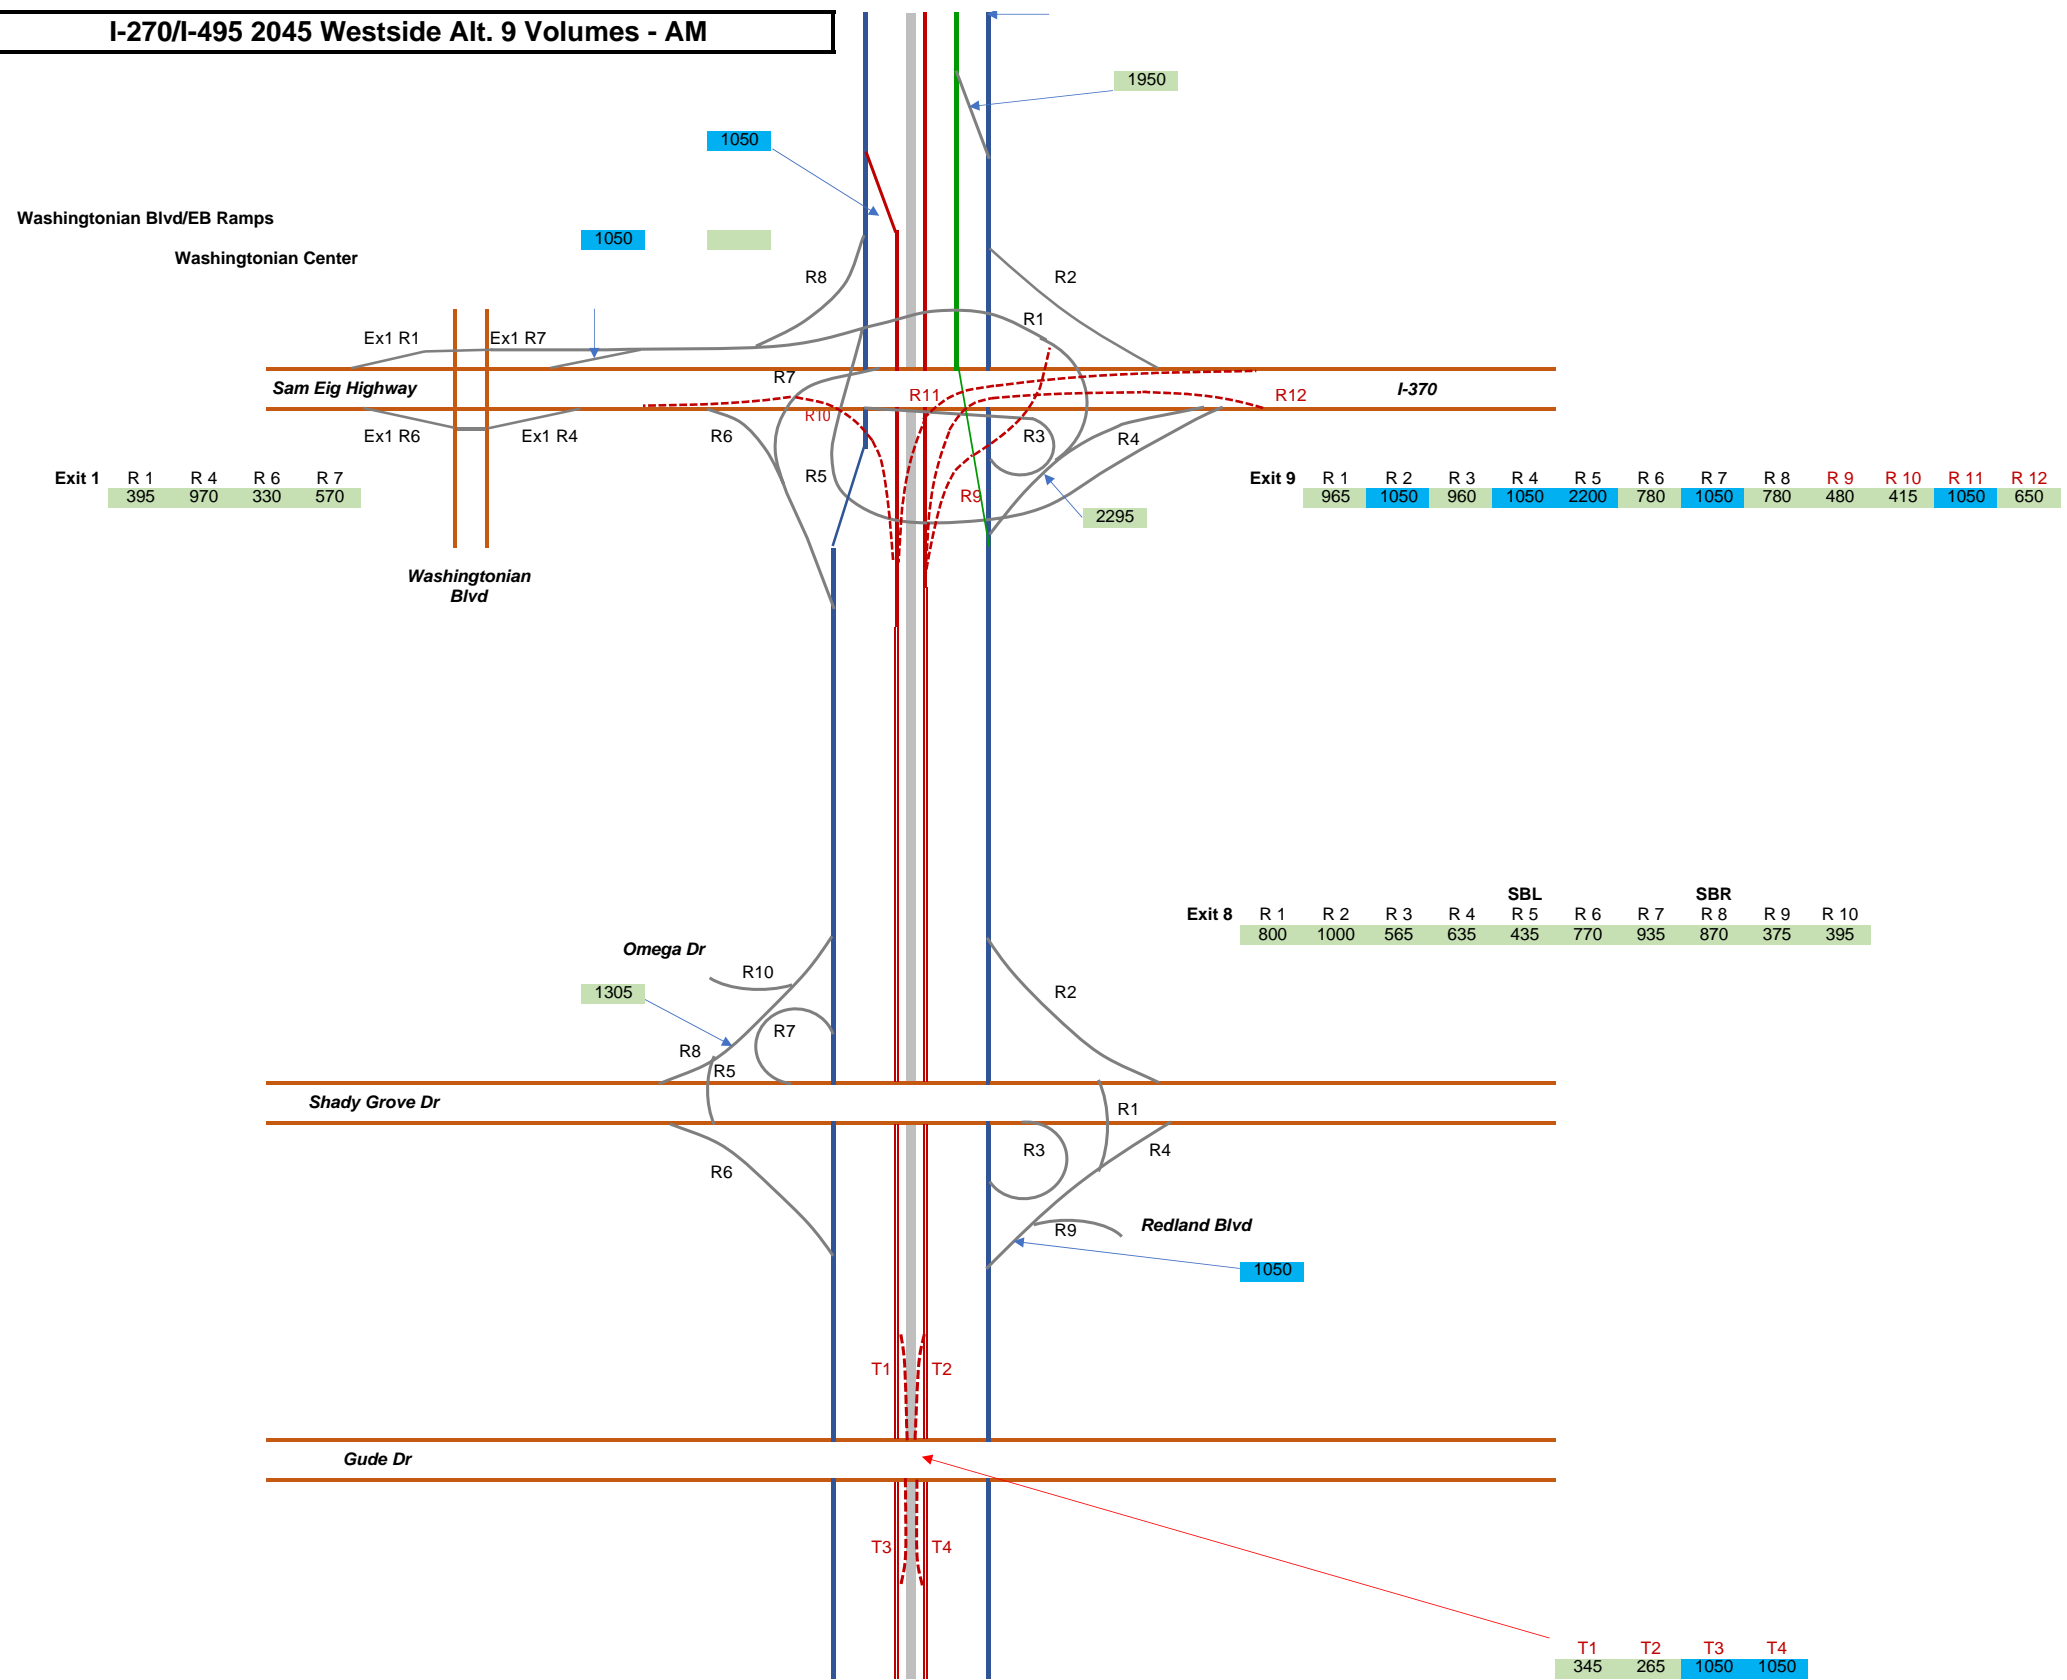 I-270/I-495 2045 Westside Alt. 9 Volumes - AM
1950
1050
Washingtonian Blvd/EB Ramps
1050
Washingtonian Center
R8
R2
R1
Ex1 R1
Ex1 R7
R7
Sam Eig Highway
R11
R12
I-370
R10
Ex1 R6
Ex1 R4
R6
R3
R4
R5
R9
Exit 1 R 1 R 4 R 6 R 7
395 970 330 570
Exit 9 R 1 R 2 R 3 R 4 R 5 R 6 R 7 R 8 R 9 R 10 R 11 R 12
965 1050 960 1050 2200 780 1050 780 480 415 1050 650
2295
Washingtonian
Blvd
SBL SBR
Exit 8 R 1 R 2 R 3 R 4 R 5 R 6 R 7 R 8 R 9 R 10
800 1000 565 635 435 770 935 870 375 395
Omega Dr
R10
1305
R2
R7
R8
R5
Shady Grove Dr
R1
R3
R4
R6
R9
Redland Blvd
1050
T1
T2
Gude Dr
T3
T4
T1 T2 T3 T4
345 265 1050 1050